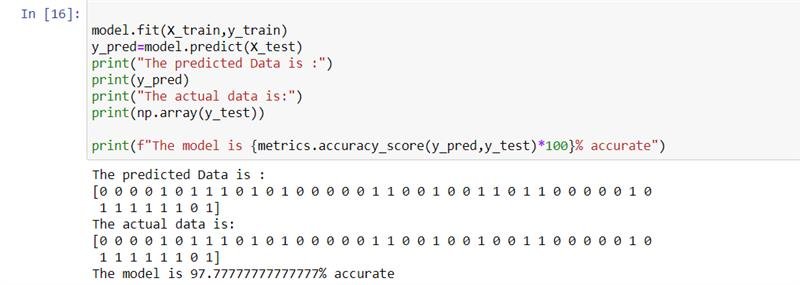 In [16]:
model.fit(X_train,y_train)
y_pred=model.predict(X_test)
print("The predicted Data is :")
print(y_pred)
print("The actual data is:")
print(np.array(y_test))
print(f"The model is {metrics.accuracy_score(y_pred,y_test)*100}% accurate")
The predicted Data is :
[0 0 0 0 1 0 1 1 1 0 1 0 1 0 0 0 0 0 1 1 0 0 1 0 0 1 1 0 1 1 0 0 0 0 0 1 0
1 1 1 1 1 1 0 1]
The actual data is:
[0 0 0 0 1 0 1 1 1 0 1 0 1 0 0 0 0 0 1 1 0 0 1 0 0 1 0 0 1 1 0 0 0 0 0 1 0
1 1 1 1 1 1 0 1]
The model is 97.77777777777777% accurate